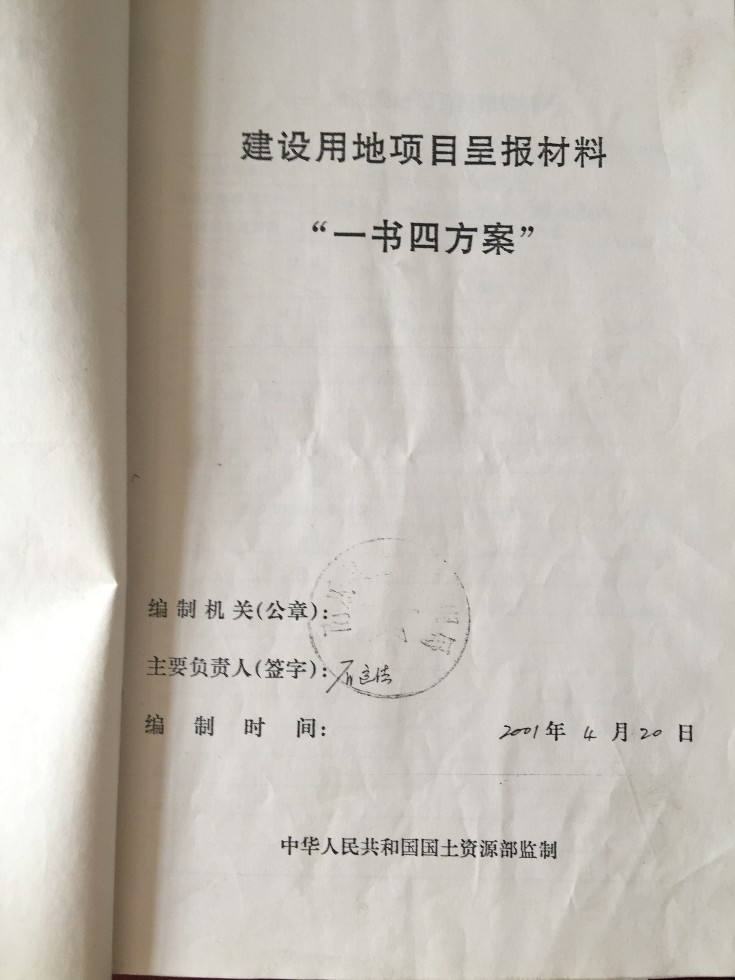 建设用地项目呈报材料
“一书四方案”
编制机关(公章):
主要负责人(签字):
编制时间: 2001年 4 月 20 日
中华人民共和国国土资源部监制